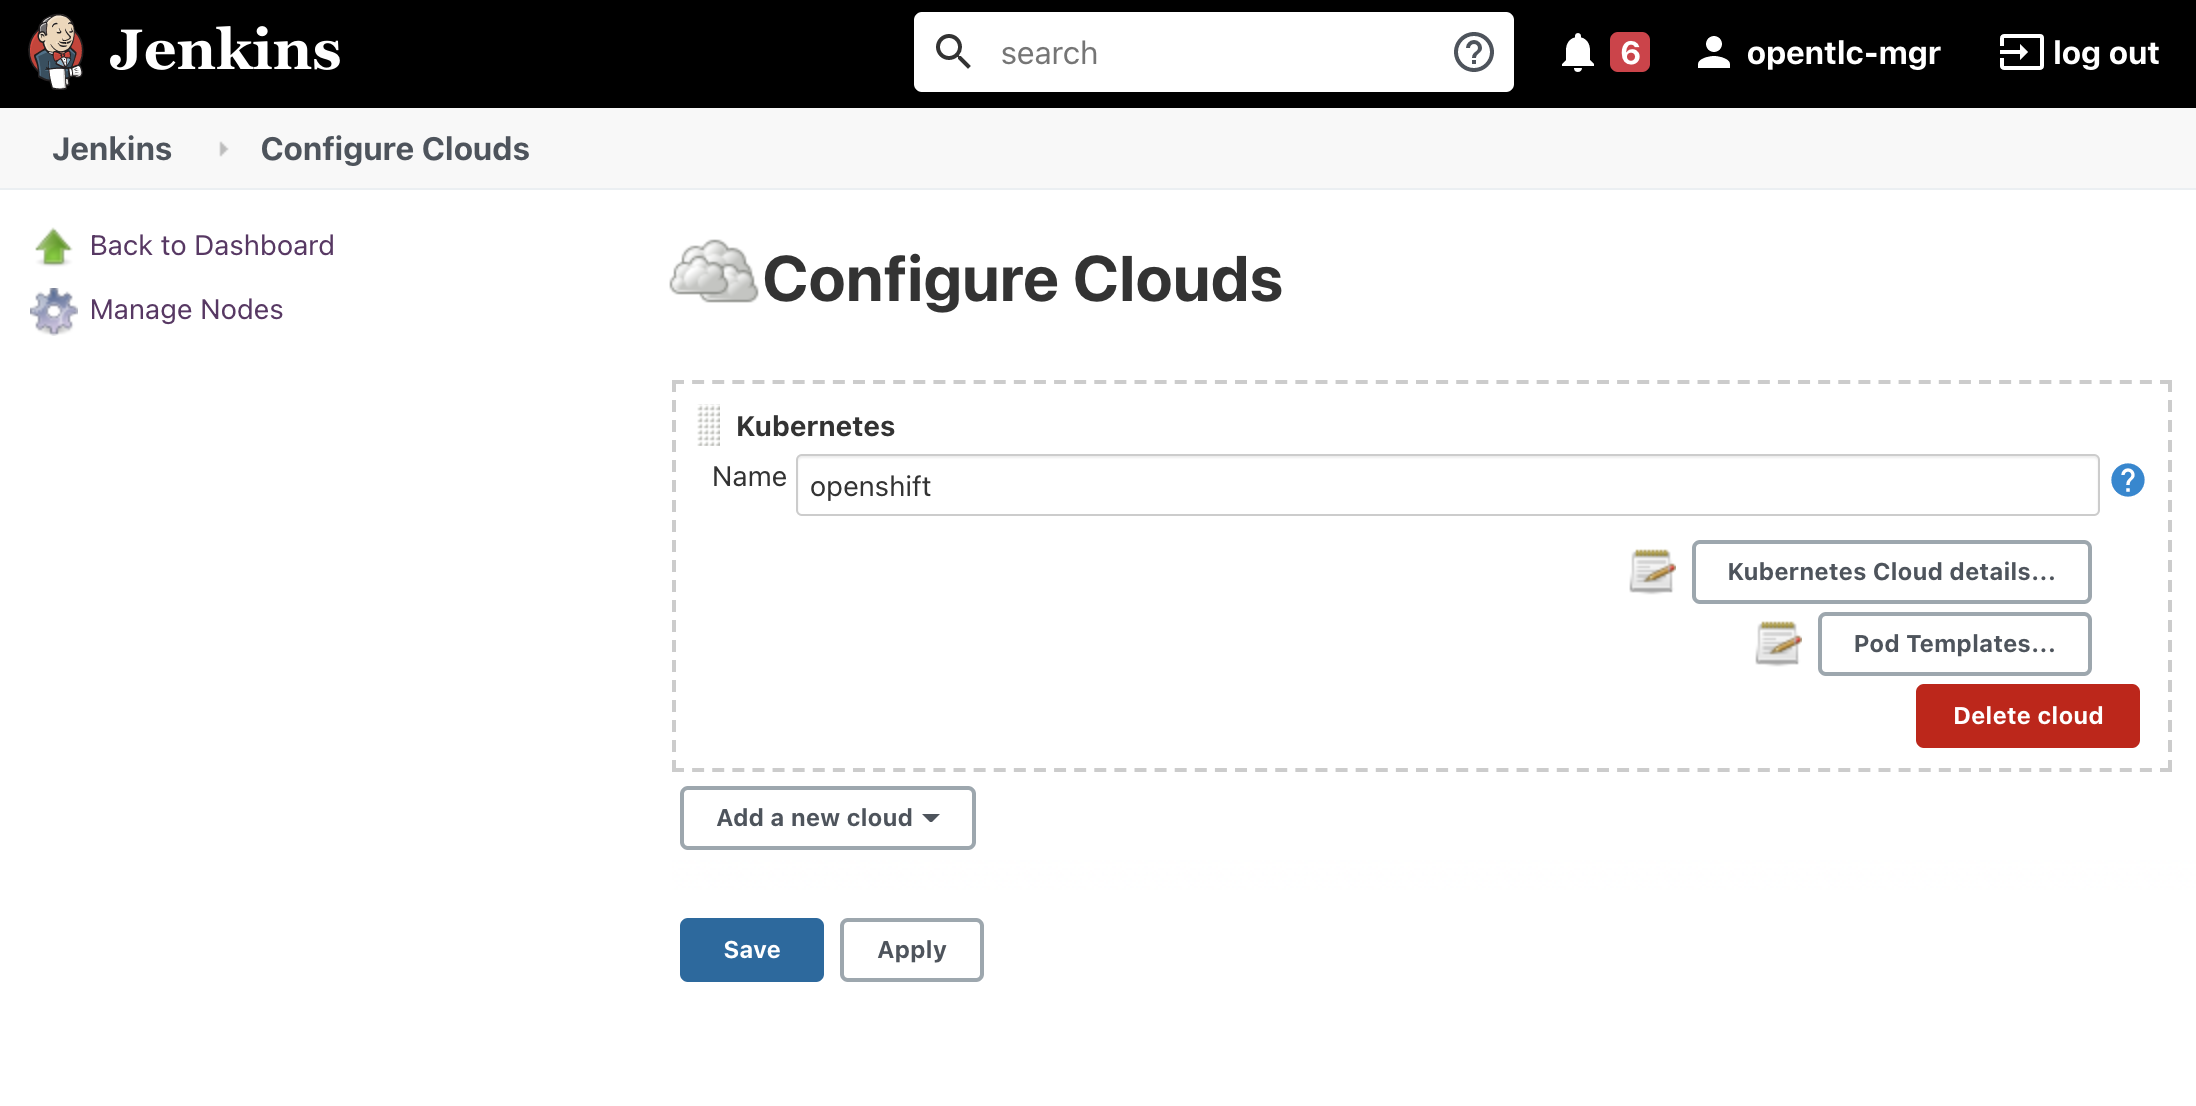 Jenkins
search
6
opentlc-mgr
log out
Jenkins
Configure Clouds
Back to Dashboard
Manage Nodes
Configure Clouds
Kubernetes
Name
openshift
?
Kubernetes Cloud details...
Pod Templates...
Delete cloud
Add a new cloud
Save
Apply